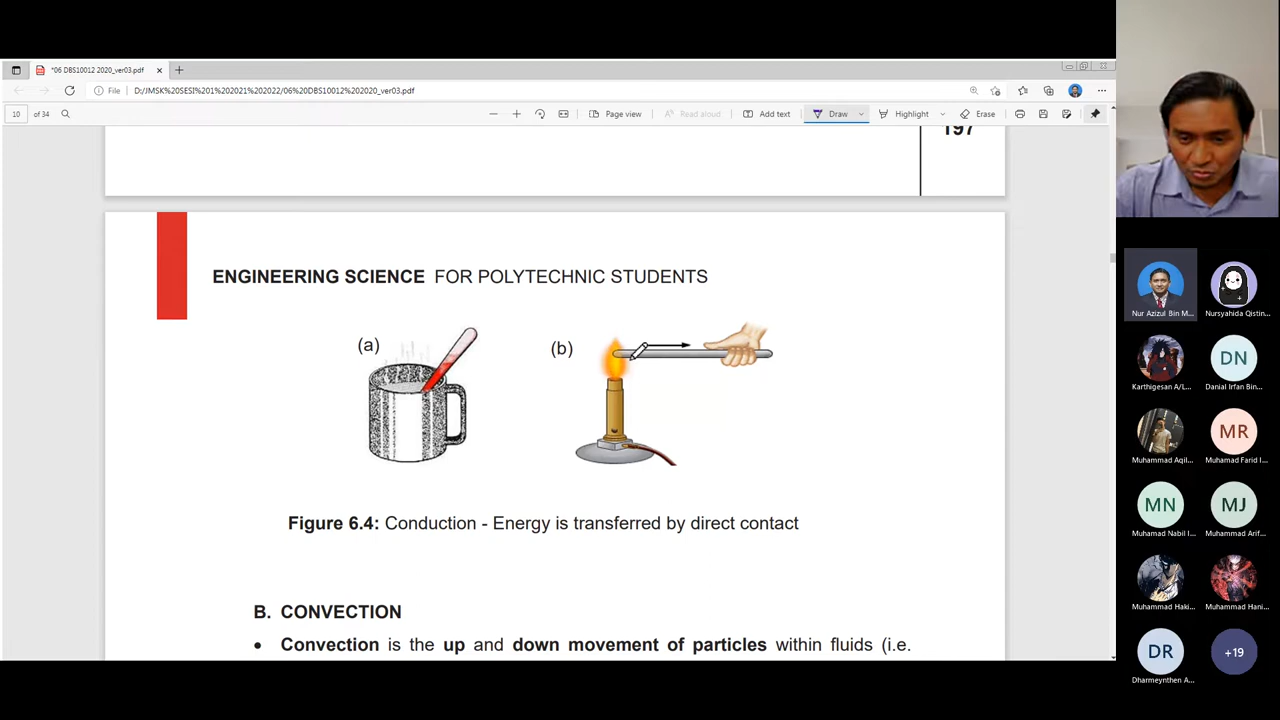 *06 DBS10012 2020_ver03.pdf
File
D:/JMSK%20SESI%201%202021%202022/06%20DBS10012%202020_ver03.pdf
10 of 34
Page view
Read aloud
Add text
Draw
Highlight
Erase
197
ENGINEERING SCIENCE FOR POLYTECHNIC STUDENTS
(a)
(b)
Figure 6.4: Conduction - Energy is transferred by direct contact
B. CONVECTION
• Convection is the up and down movement of particles within fluids (i.e.
Nur Azizul Bin M...
Nursyahida Qistin...
Karthigesan A/L...
DN
Danial Irfan Bin...
Muhammad Aqil...
MR
Muhamad Farid I...
MN
Muhamad Nabil I...
MJ
Muhammad Arif...
Muhammad Haki...
Muhammad Hani...
DR
Dharmeynthen A...
+19